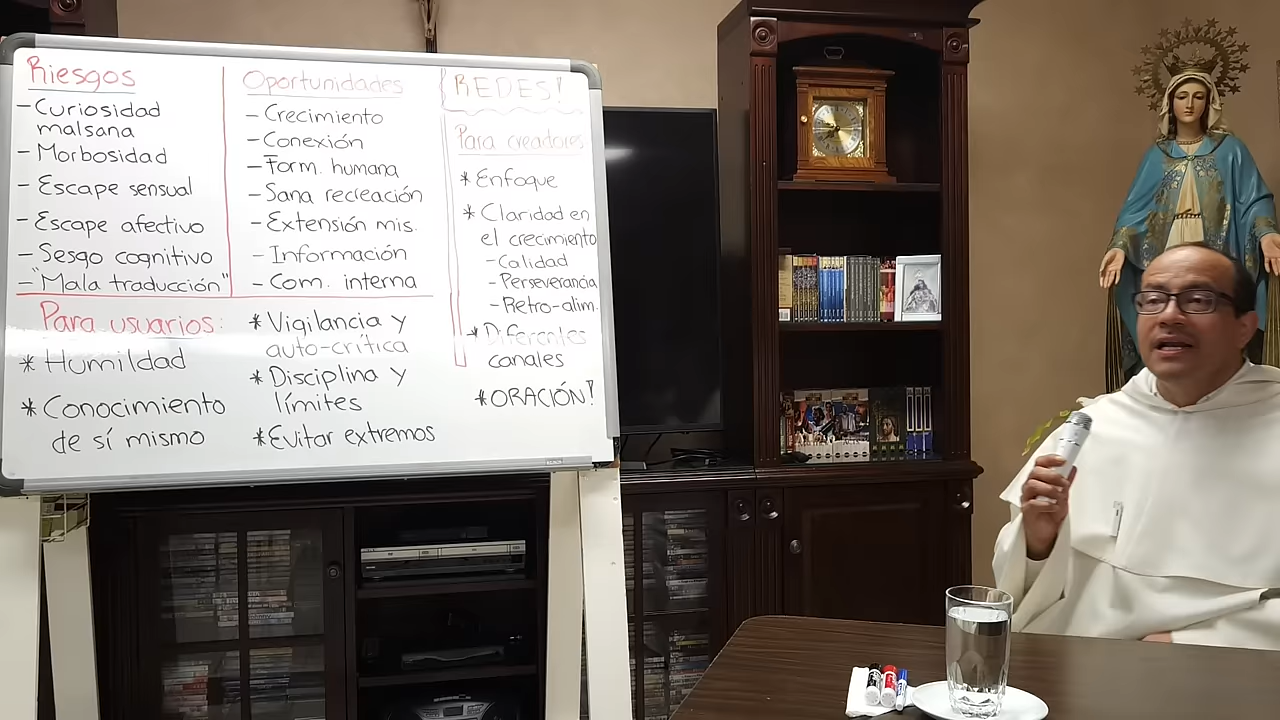 Riesgos
- Curiosidad
malsana
- Morbosidad
- Escape sensual
- Escape afectivo
- Sesgo cognitivo
- "Mala traducción"
Oportunidades
- Crecimiento
- Conexión
- Form. humana
- Sana recreación
- Extensión mis.
- Información
- Com. interna
REDES!
Para creadores
* Enfoque
* Claridad en
el crecimiento
- Calidad
- Perseverancia
- Retro-alim.
* Diferentes
canales
* ORACIÓN!
Para usuarios:
* Humildad
* Conocimiento
de sí mismo
* Vigilancia y
auto-crítica
* Disciplina y
límites
* Evitar extremos